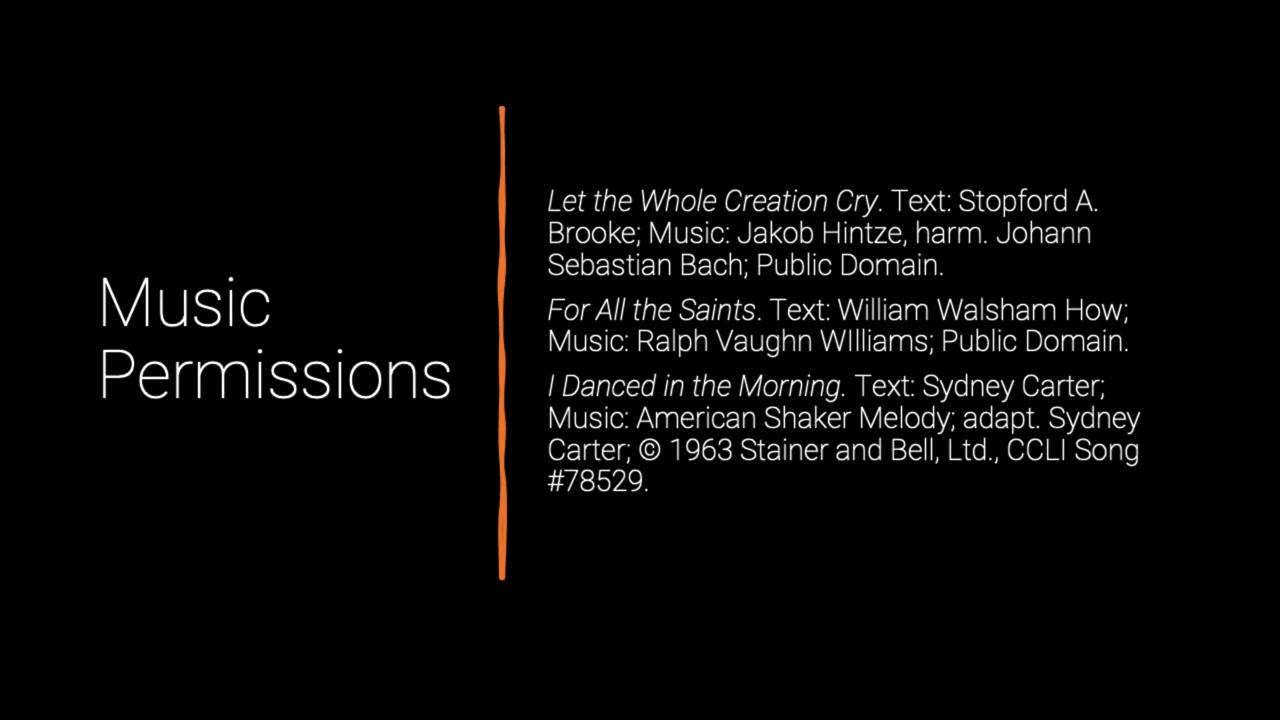 Music
Permissions
Let the Whole Creation Cry. Text: Stopford A.
Brooke; Music: Jakob Hintze, harm. Johann
Sebastian Bach; Public Domain.
For All the Saints. Text: William Walsham How;
Music: Ralph Vaughn WIlliams; Public Domain.
I Danced in the Morning. Text: Sydney Carter;
Music: American Shaker Melody; adapt. Sydney
Carter; © 1963 Stainer and Bell, Ltd., CCLI Song
#78529.